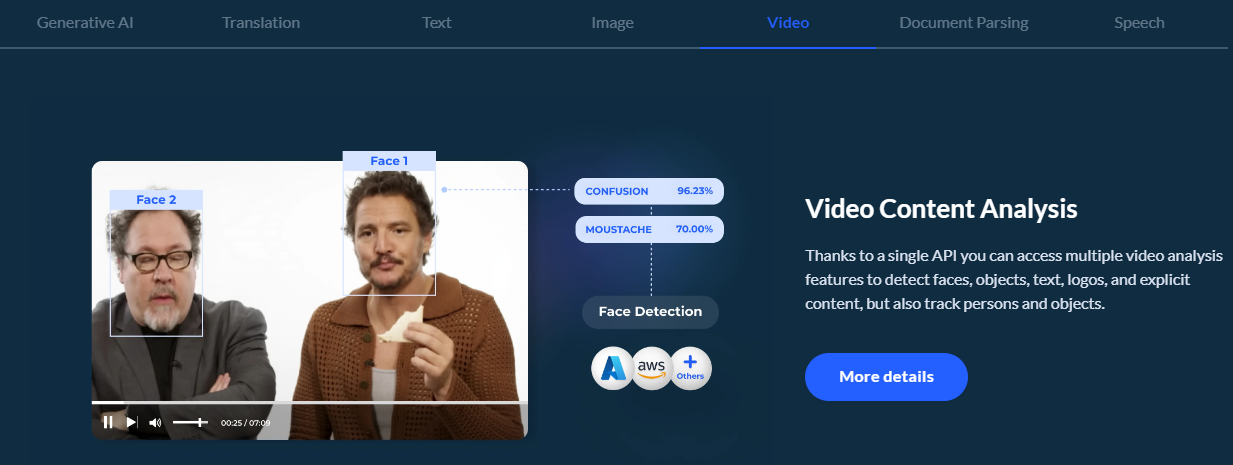 Generative AI
Translation
Text
Image
Video
Document Parsing
Speech
Face 1
Face 2
CONFUSION 96.23%
MOUSTACHE 70.00%
Face Detection
aws
Others
00:25 / 07:09
Video Content Analysis
Thanks to a single API you can access multiple video analysis
features to detect faces, objects, text, logos, and explicit
content, but also track persons and objects.
More details